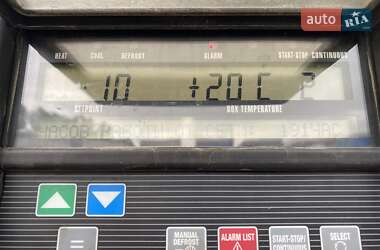 auto RIA
HEAT COOL DEFROST ALARM START-STOP CONTINUOUS
-10 +20 C 2
SETPOINT BOX TEMPERATURE
MANUAL DEFROST ALARM LIST START-STOP/ CONTINUOUS SELECT
=